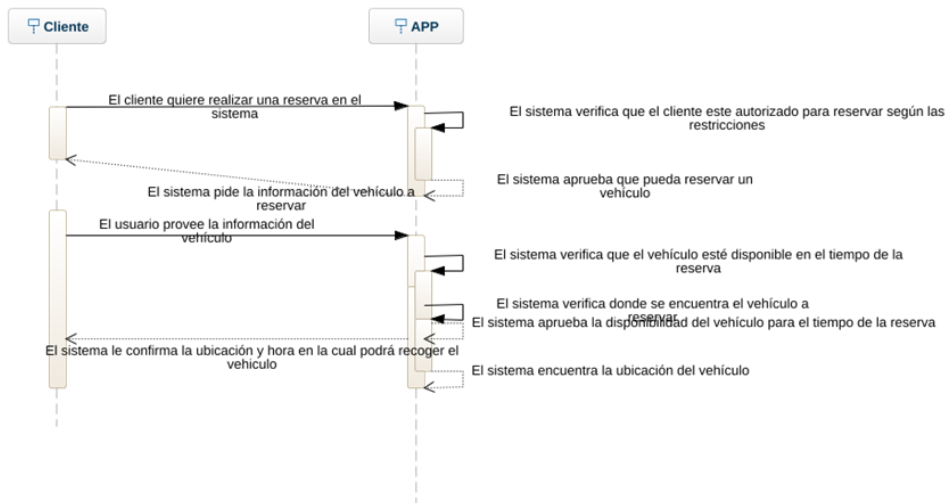 Cliente
APP
El cliente quiere realizar una reserva en el
sistema
El sistema verifica que el cliente este autorizado para reservar según las
restricciones
El sistema pide la información del vehículo a
reservar
El sistema aprueba que pueda reservar un
vehículo
El usuario provee la información del
vehículo
El sistema verifica que el vehículo esté disponible en el tiempo de la
reserva
El sistema verifica donde se encuentra el vehículo a
reservar
El sistema aprueba la disponibilidad del vehículo para el tiempo de la reserva
El sistema le confirma la ubicación y hora en la cual podrá recoger el
vehiculo
El sistema encuentra la ubicación del vehículo